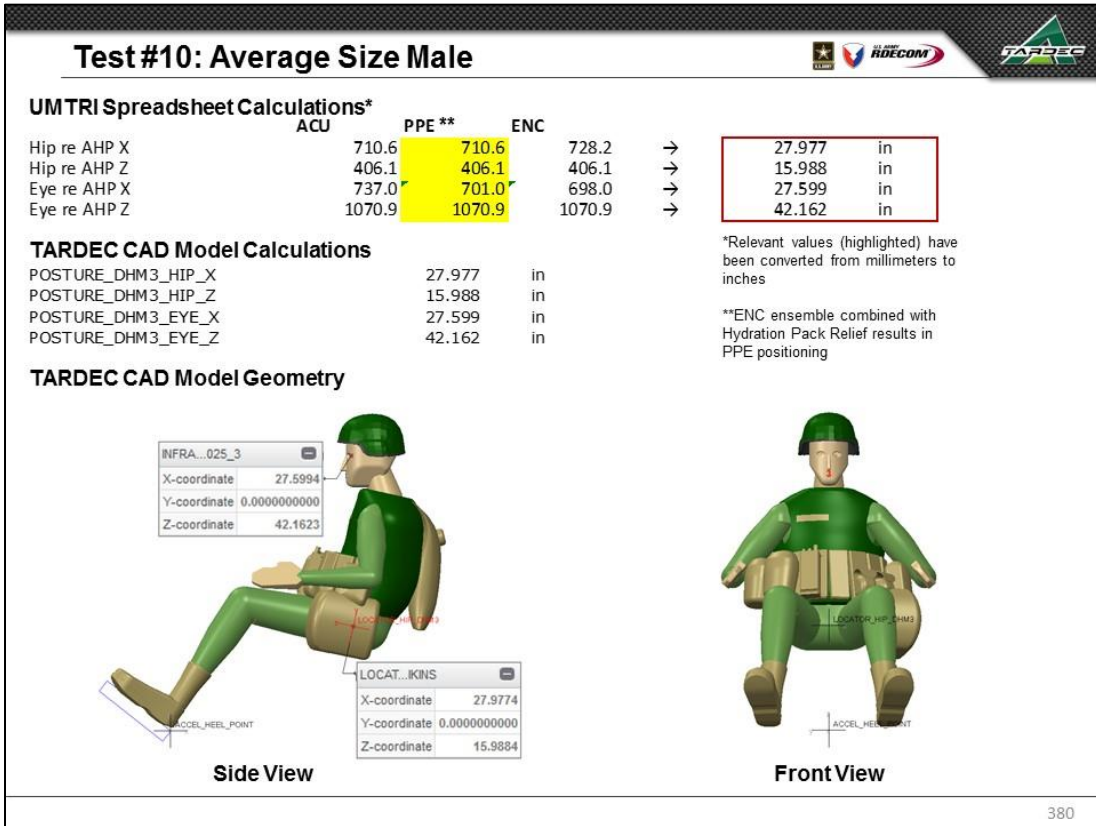 Test #10: Average Size Male
U.S. ARMY
U.S. ARMY RDECOM
TARDEC
UMTRI Spreadsheet Calculations*
ACU PPE ** ENC
Hip re AHP X 710.6 710.6 728.2 → 27.977 in
Hip re AHP Z 406.1 406.1 406.1 → 15.988 in
Eye re AHP X 737.0 701.0 698.0 → 27.599 in
Eye re AHP Z 1070.9 1070.9 1070.9 → 42.162 in
TARDEC CAD Model Calculations
POSTURE_DHM3_HIP_X 27.977 in
POSTURE_DHM3_HIP_Z 15.988 in
POSTURE_DHM3_EYE_X 27.599 in
POSTURE_DHM3_EYE_Z 42.162 in
*Relevant values (highlighted) have
been converted from millimeters to
inches
**ENC ensemble combined with
Hydration Pack Relief results in
PPE positioning
TARDEC CAD Model Geometry
INFRA...025_3
X-coordinate 27.5994
Y-coordinate 0.0000000000
Z-coordinate 42.1623
LOCATOR_HIP_DHM3
LOCAT...IKINS
X-coordinate 27.9774
Y-coordinate 0.0000000000
Z-coordinate 15.9884
ACCEL_HEEL_POINT
Side View
LOCATOR_HIP_DHM3
ACCEL_HEEL_POINT
Front View
380